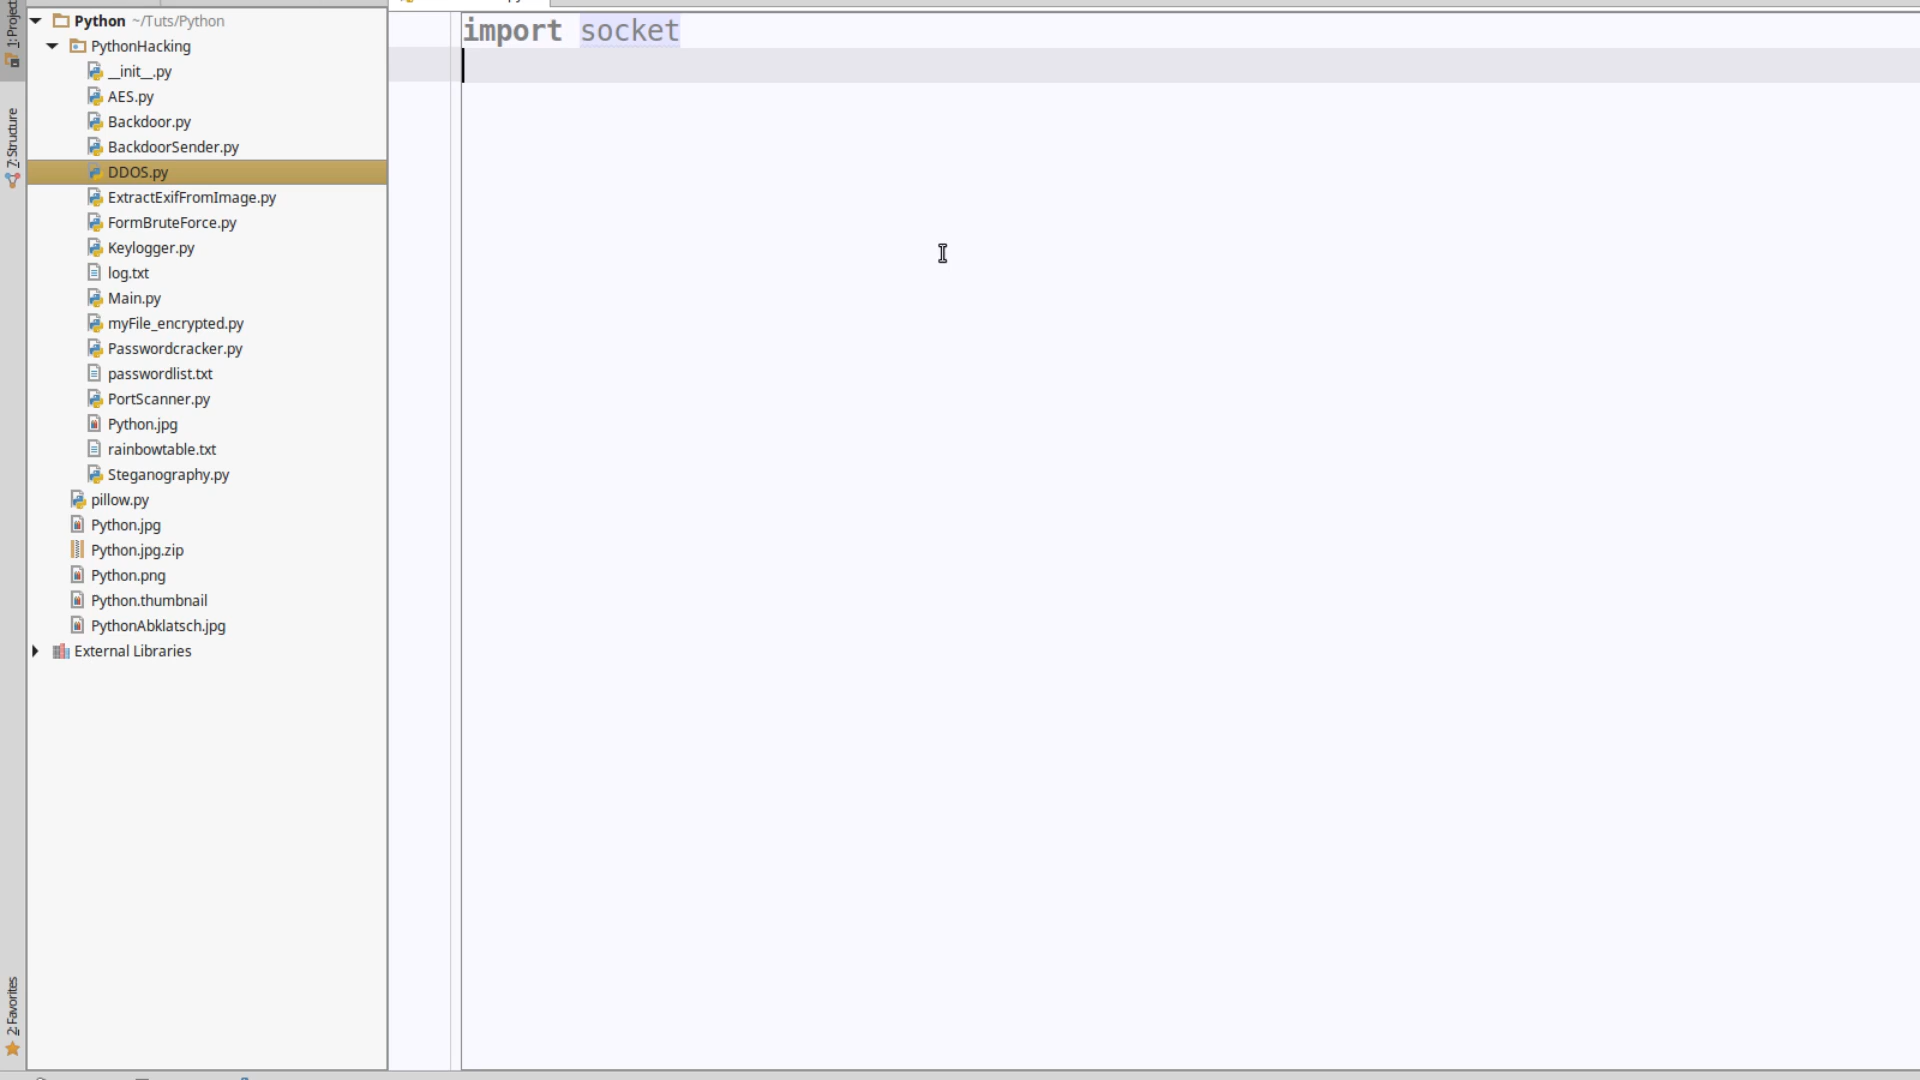 1: Project
7: Structure
2: Favorites
Python ~/Tuts/Python
PythonHacking
__init__.py
AES.py
Backdoor.py
BackdoorSender.py
DDOS.py
ExtractExifFromImage.py
FormBruteForce.py
Keylogger.py
log.txt
Main.py
myFile_encrypted.py
Passwordcracker.py
passwordlist.txt
PortScanner.py
Python.jpg
rainbowtable.txt
Steganography.py
pillow.py
Python.jpg
Python.jpg.zip
Python.png
Python.thumbnail
PythonAbklatsch.jpg
External Libraries
import socket